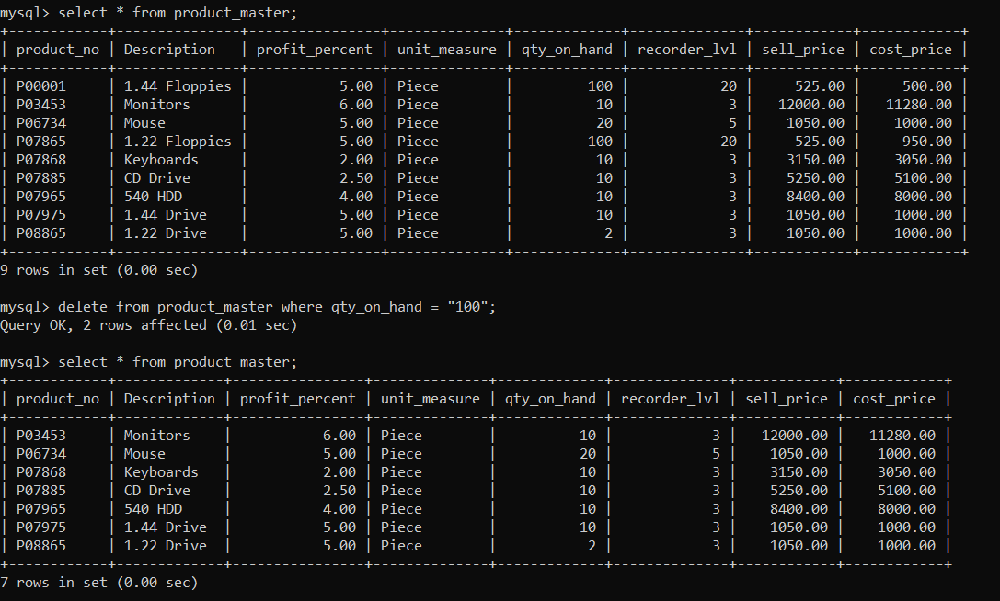 mysql> select * from product_master;
+------------+---------------+----------------+--------------+-------------+--------------+------------+------------+
| product_no | Description   | profit_percent | unit_measure | qty_on_hand | recorder_lvl | sell_price | cost_price |
+------------+---------------+----------------+--------------+-------------+--------------+------------+------------+
| P00001     | 1.44 Floppies |           5.00 | Piece        |         100 |           20 |     525.00 |     500.00 |
| P03453     | Monitors      |           6.00 | Piece        |          10 |            3 |   12000.00 |   11280.00 |
| P06734     | Mouse         |           5.00 | Piece        |          20 |            5 |    1050.00 |    1000.00 |
| P07865     | 1.22 Floppies |           5.00 | Piece        |         100 |           20 |     525.00 |     950.00 |
| P07868     | Keyboards     |           2.00 | Piece        |          10 |            3 |    3150.00 |    3050.00 |
| P07885     | CD Drive      |           2.50 | Piece        |          10 |            3 |    5250.00 |    5100.00 |
| P07965     | 540 HDD       |           4.00 | Piece        |          10 |            3 |    8400.00 |    8000.00 |
| P07975     | 1.44 Drive    |           5.00 | Piece        |          10 |            3 |    1050.00 |    1000.00 |
| P08865     | 1.22 Drive    |           5.00 | Piece        |           2 |            3 |    1050.00 |    1000.00 |
+------------+---------------+----------------+--------------+-------------+--------------+------------+------------+
9 rows in set (0.00 sec)
mysql> delete from product_master where qty_on_hand = "100";
Query OK, 2 rows affected (0.01 sec)
mysql> select * from product_master;
+------------+-------------+----------------+--------------+-------------+--------------+------------+------------+
| product_no | Description | profit_percent | unit_measure | qty_on_hand | recorder_lvl | sell_price | cost_price |
+------------+-------------+----------------+--------------+-------------+--------------+------------+------------+
| P03453     | Monitors    |           6.00 | Piece        |          10 |            3 |   12000.00 |   11280.00 |
| P06734     | Mouse       |           5.00 | Piece        |          20 |            5 |    1050.00 |    1000.00 |
| P07868     | Keyboards   |           2.00 | Piece        |          10 |            3 |    3150.00 |    3050.00 |
| P07885     | CD Drive    |           2.50 | Piece        |          10 |            3 |    5250.00 |    5100.00 |
| P07965     | 540 HDD     |           4.00 | Piece        |          10 |            3 |    8400.00 |    8000.00 |
| P07975     | 1.44 Drive  |           5.00 | Piece        |          10 |            3 |    1050.00 |    1000.00 |
| P08865     | 1.22 Drive  |           5.00 | Piece        |           2 |            3 |    1050.00 |    1000.00 |
+------------+-------------+----------------+--------------+-------------+--------------+------------+------------+
7 rows in set (0.00 sec)